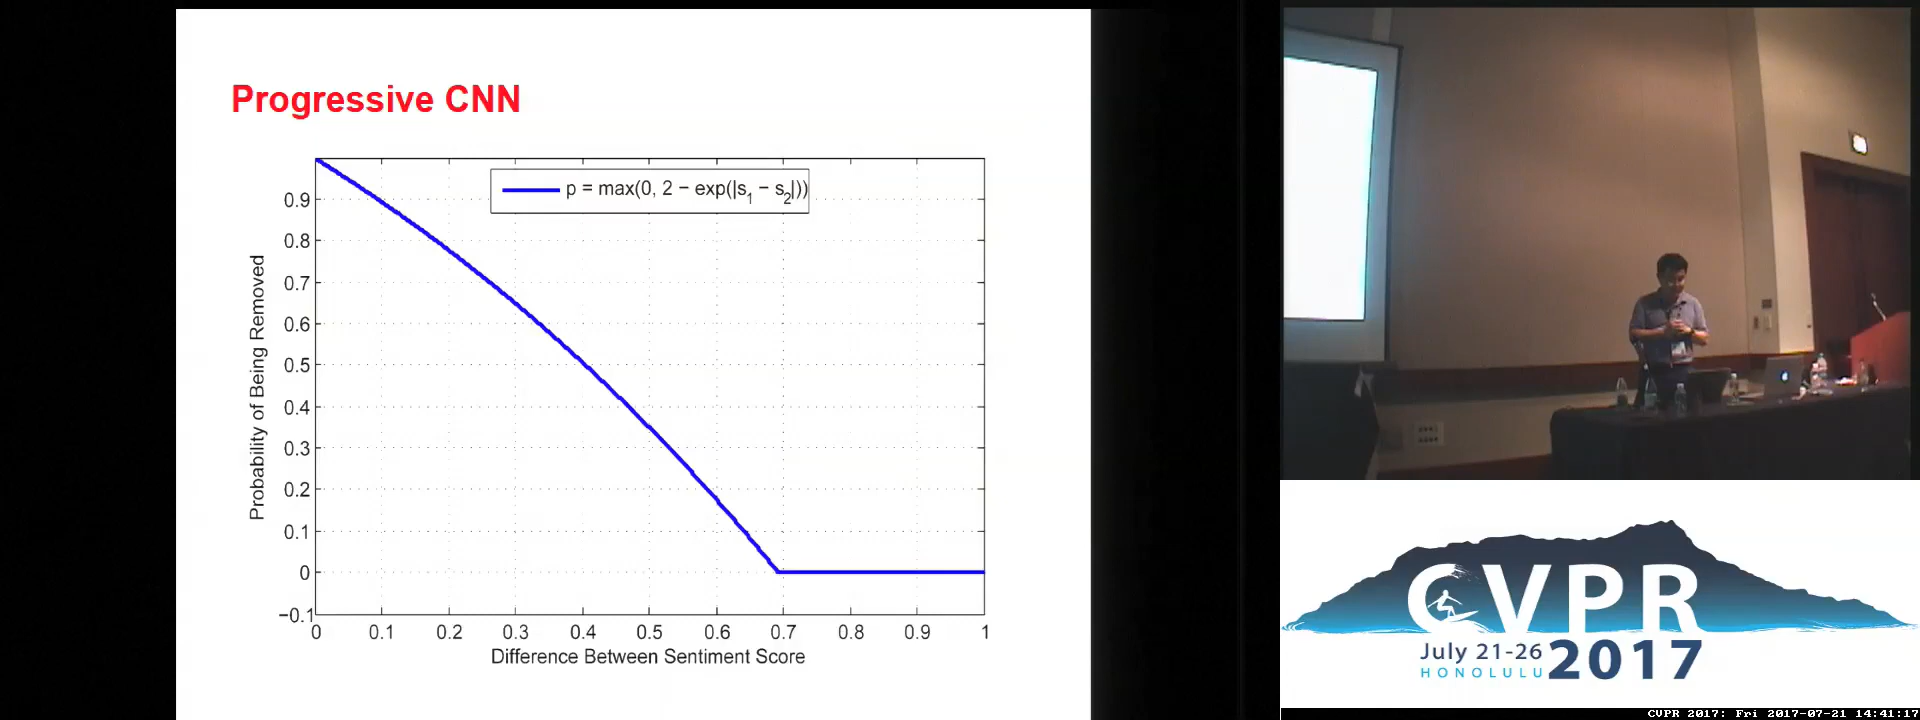 Progressive CNN
p = max(0, 2 − exp(|s1 − s2|))
Probability of Being Removed
0.9
0.8
0.7
0.6
0.5
0.4
0.3
0.2
0.1
0
−0.1
0 0.1 0.2 0.3 0.4 0.5 0.6 0.7 0.8 0.9 1
Difference Between Sentiment Score
CVPR
July 21-26 2017
HONOLULU
CVPR 2017: Fri 2017-07-21 14:41:17